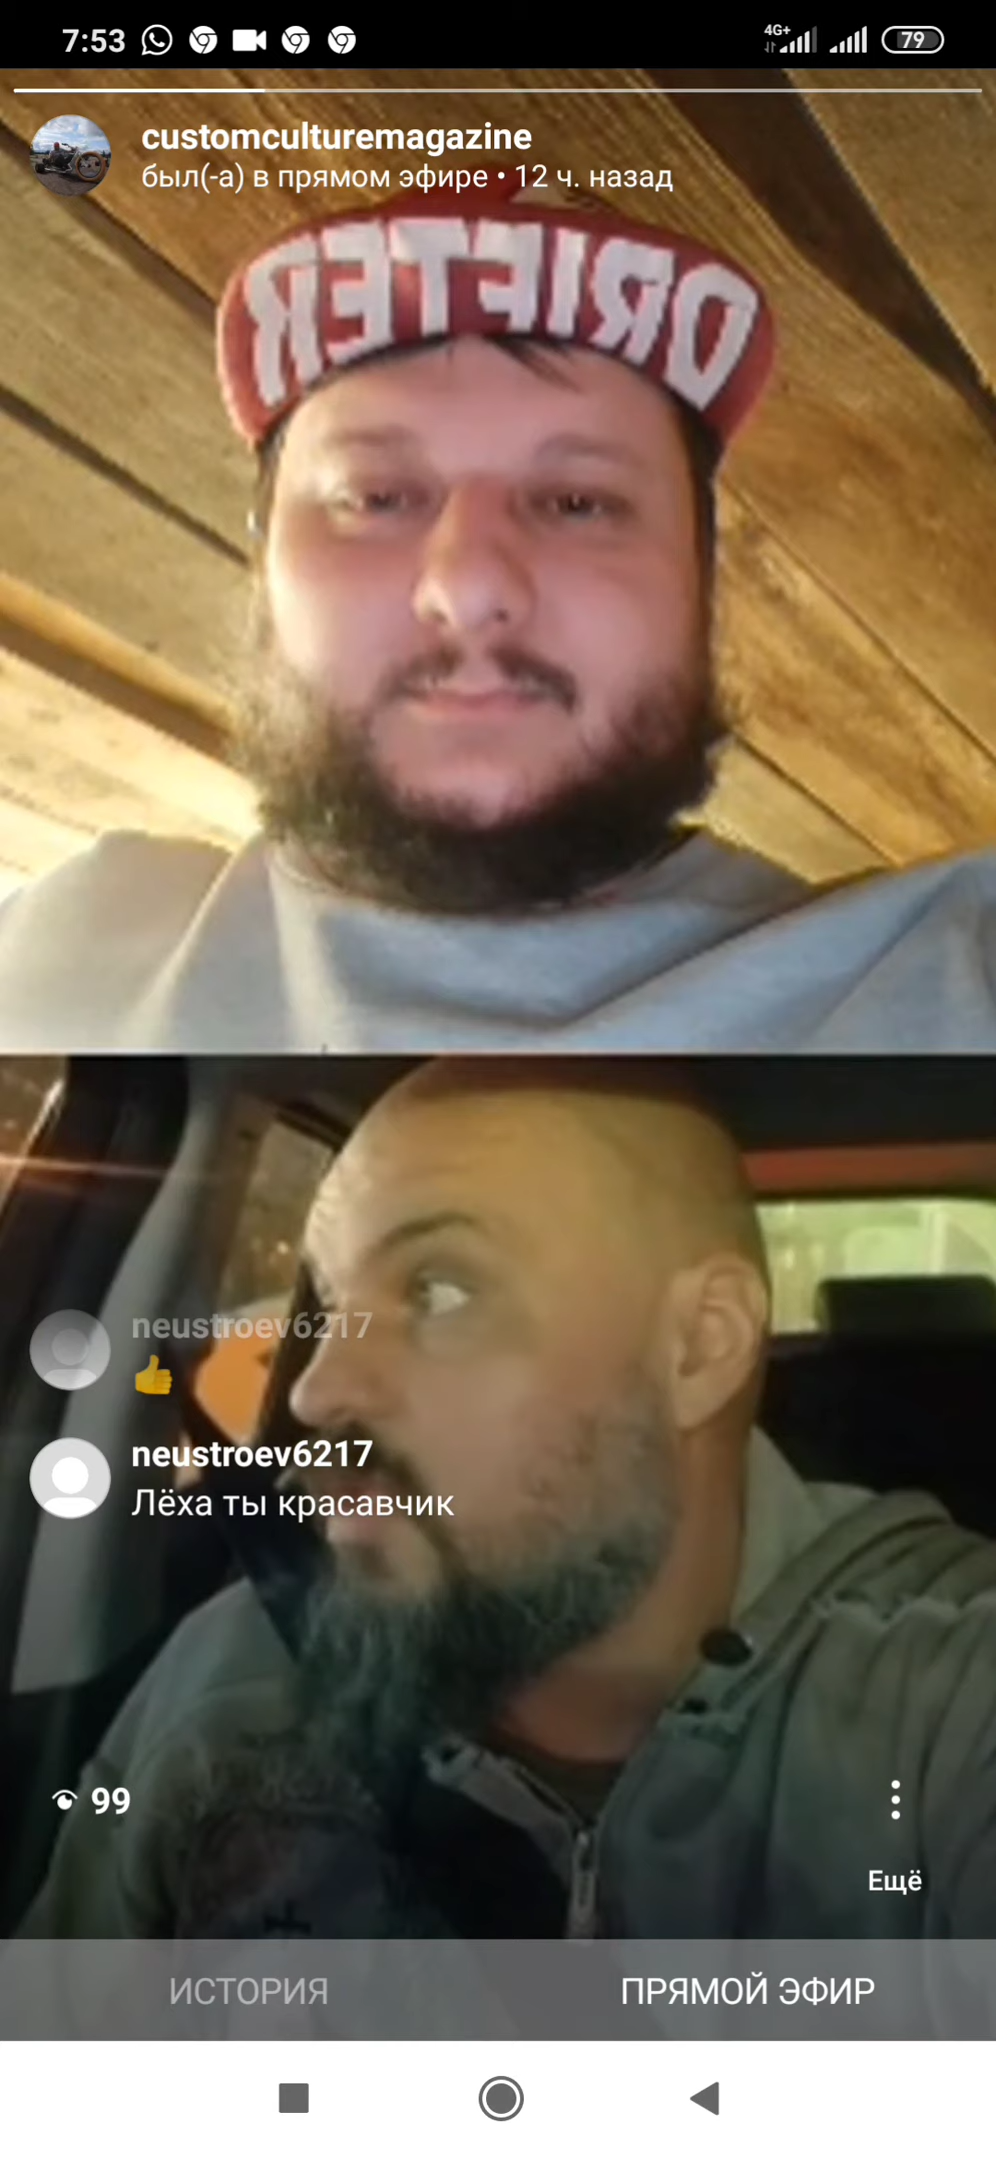 7:53
4G+
79
customculturemagazine
был(-а) в прямом эфире • 12 ч. назад
DRIFTER
neustroev6217
👍
neustroev6217
Лёха ты красавчик
99
Ещё
ИСТОРИЯ
ПРЯМОЙ ЭФИР